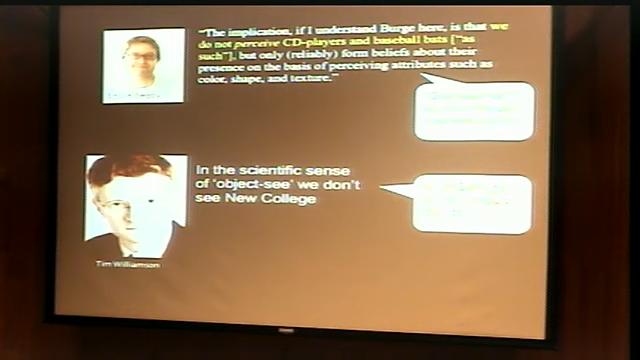 "The implication, if I understand Burge here, is that we
do not perceive CD-players and baseball bats ["as
such"], but only (reliably) form beliefs about their
presence on the basis of perceiving attributes such as
color, shape, and texture."
In the scientific sense
of 'object-see' we don't
see New College
Tim Williamson